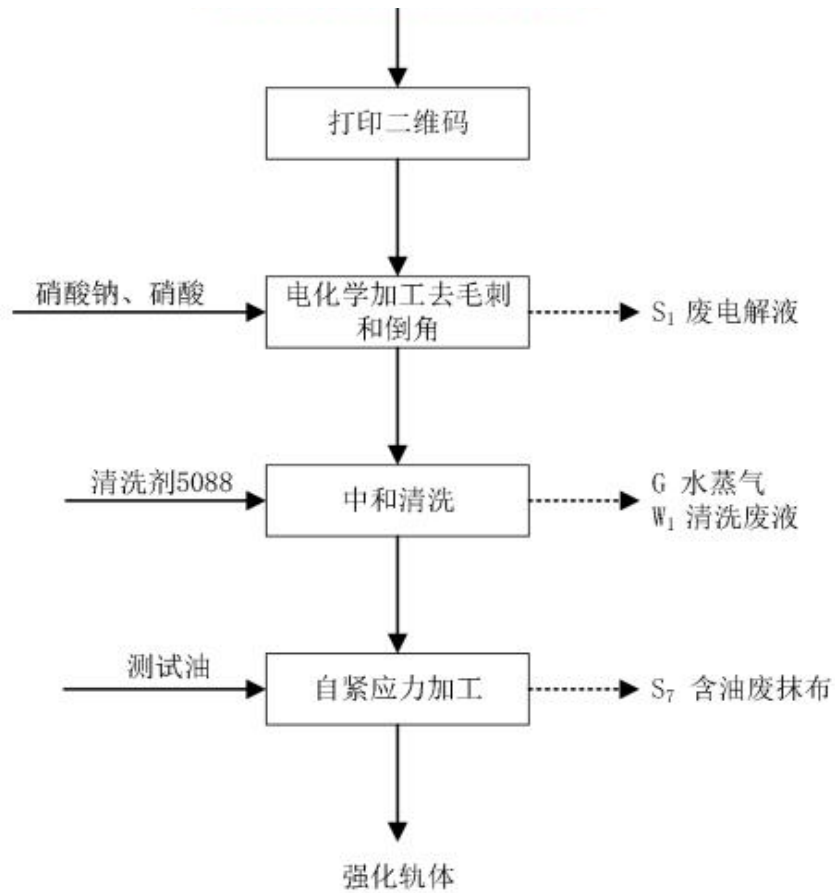 打印二维码
硝酸钠、硝酸
电化学加工去毛刺
和倒角
S₁ 废电解液
清洗剂5088
中和清洗
G 水蒸气
W₁ 清洗废液
测试油
自紧应力加工
S₇ 含油废抹布
强化轨体